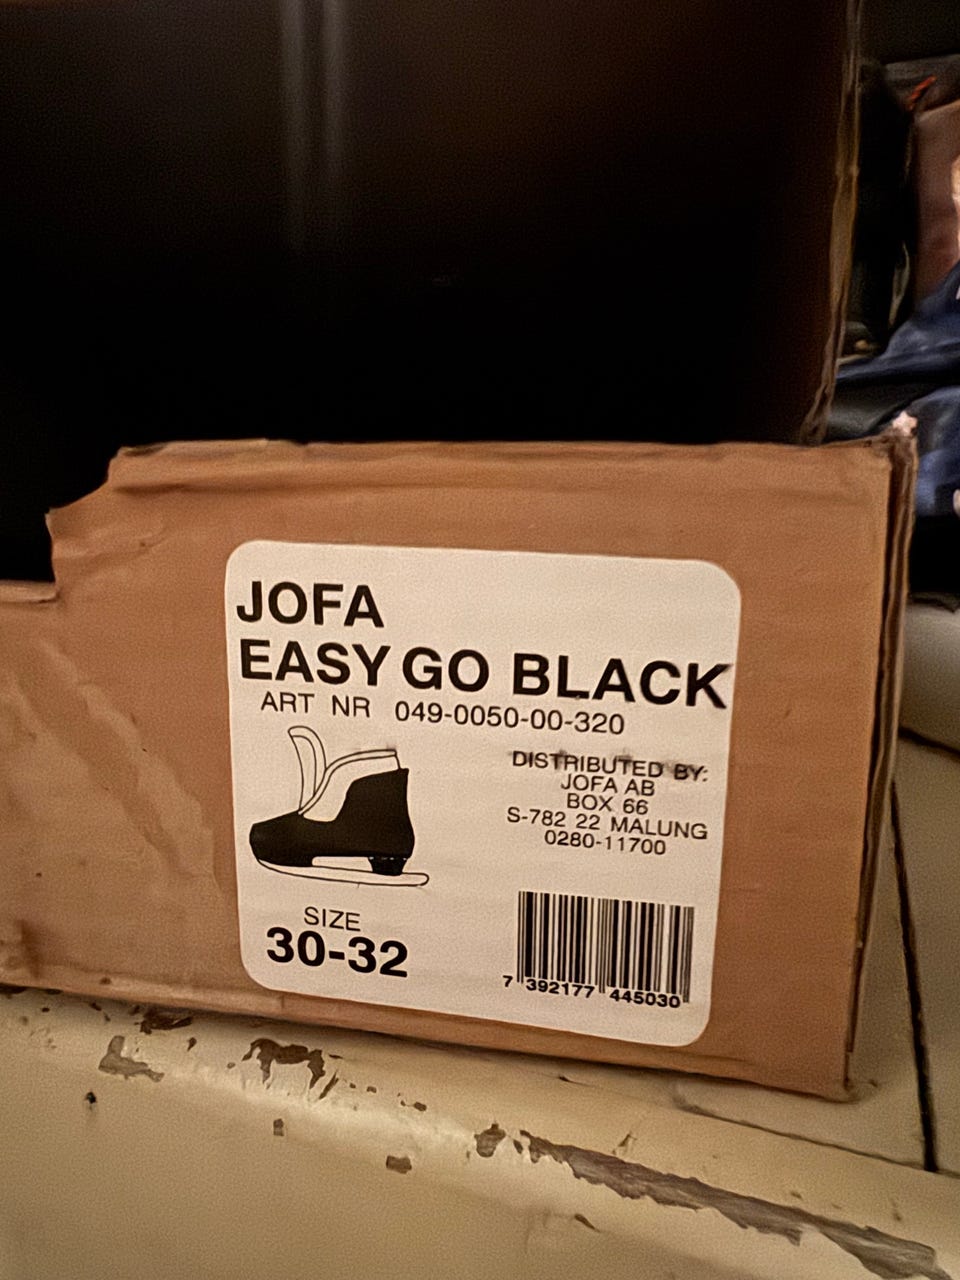 JOFA
EASY GO BLACK
ART NR 049-0050-00-320
DISTRIBUTED BY:
JOFA AB
BOX 66
S-782 22 MALUNG
0280-11700
SIZE
30-32
7 392177 445030